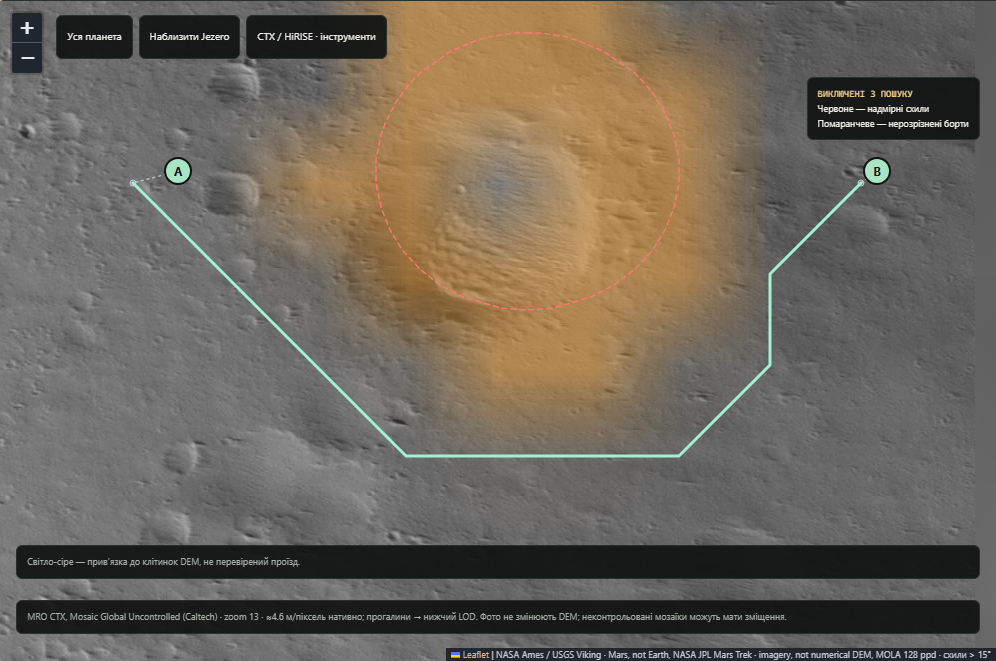 +
−
Уся планета
Наблизити Jezero
CTX / HiRISE · інструменти
ВИКЛЮЧЕНІ З ПОШУКУ
Червоне — надмірні схили
Помаранчеве — нерозрізнені борти
A
B
Світло-сіре — прив'язка до клітинок DEM, не перевірений проїзд.
MRO CTX, Mosaic Global Uncontrolled (Caltech) · zoom 13 · ≈4.6 м/піксель нативно; прогалини → нижчий LOD. Фото не змінюють DEM; неконтрольовані мозаїки можуть мати зміщення.
Leaflet | NASA Ames / USGS Viking · Mars, not Earth, NASA JPL Mars Trek · imagery, not numerical DEM, MOLA 128 ppd · схили > 15°